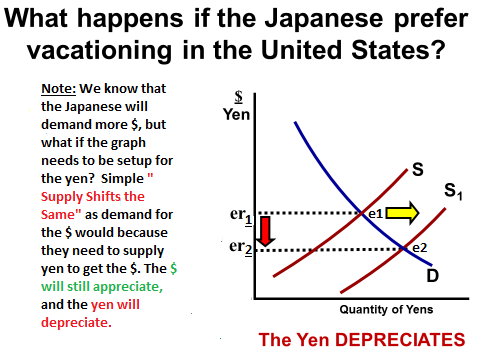 What happens if the Japanese prefer
vacationing in the United States?
Note: We know that
the Japanese will
demand more $, but
what if the graph
needs to be setup for
the yen?  Simple "
Supply Shifts the
Same" as demand for
the $ would because
they need to supply
yen to get the $. The $
will still appreciate,
and the yen will
depreciate.
$
Yen
S
S1
er1
e1
er2
e2
D
Quantity of Yens
The Yen DEPRECIATES